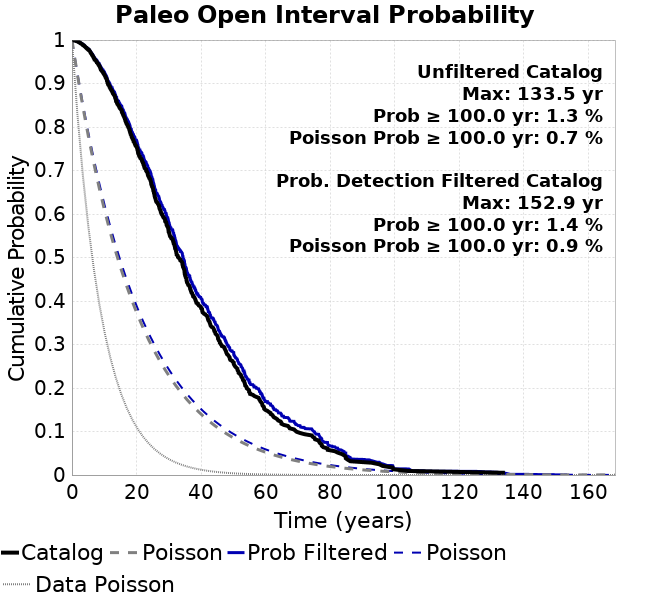 Paleo Open Interval Probability
Unfiltered Catalog
Max: 133.5 yr
Prob ≥ 100.0 yr: 1.3 %
Poisson Prob ≥ 100.0 yr: 0.7 %
Prob. Detection Filtered Catalog
Max: 152.9 yr
Prob ≥ 100.0 yr: 1.4 %
Poisson Prob ≥ 100.0 yr: 0.9 %
Cumulative Probability
1
0.9
0.8
0.7
0.6
0.5
0.4
0.3
0.2
0.1
0
0 20 40 60 80 100 120 140 160
Time (years)
Catalog Poisson Prob Filtered Poisson
Data Poisson